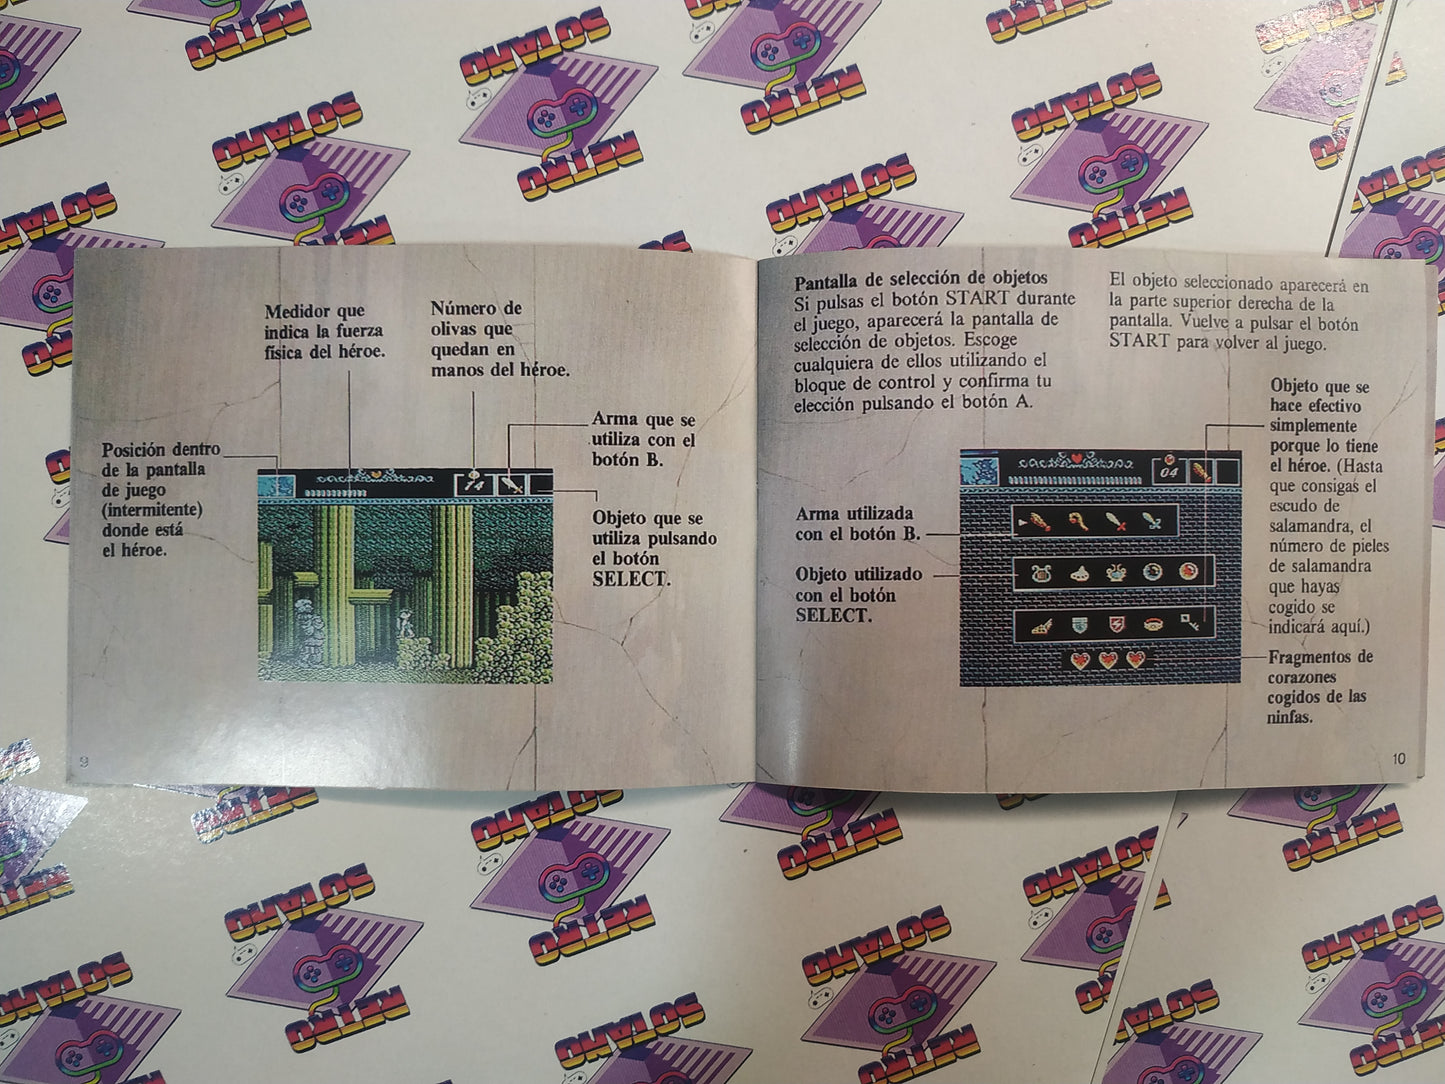 Medidor que
indica la fuerza
física del héroe.
Número de
olivas que
quedan en
manos del héroe.
Arma que se
utiliza con el
botón B.
Posición dentro
de la pantalla
de juego
(intermitente)
donde está
el héroe.
14
Objeto que se
utiliza pulsando
el botón
SELECT.
9
Pantalla de selección de objetos
Si pulsas el botón START durante
el juego, aparecerá la pantalla de
selección de objetos. Escoge
cualquiera de ellos utilizando el
bloque de control y confirma tu
elección pulsando el botón A.
El objeto seleccionado aparecerá en
la parte superior derecha de la
pantalla. Vuelve a pulsar el botón
START para volver al juego.
Objeto que se
hace efectivo
simplemente
porque lo tiene
el héroe. (Hasta
que consigas el
escudo de
salamandra, el
número de pieles
de salamandra
que hayas
cogido se
indicará aquí.)
04
Arma utilizada
con el botón B.
Objeto utilizado
con el botón
SELECT.
Fragmentos de
corazones
cogidos de las
ninfas.
10
SOTANO
RETRO